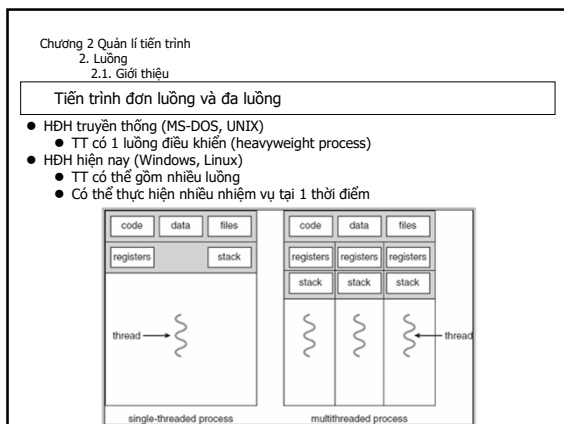 Chương 2 Quản lí tiến trình
2. Luồng
2.1. Giới thiệu
Tiến trình đơn luồng và đa luồng
● HĐH truyền thống (MS-DOS, UNIX)
● TT có 1 luồng điều khiển (heavyweight process)
● HĐH hiện nay (Windows, Linux)
● TT có thể gồm nhiều luồng
● Có thể thực hiện nhiều nhiệm vụ tại 1 thời điểm
code data files
registers stack
thread
single-threaded process
code data files
registers registers registers
stack stack stack
thread
multithreaded process